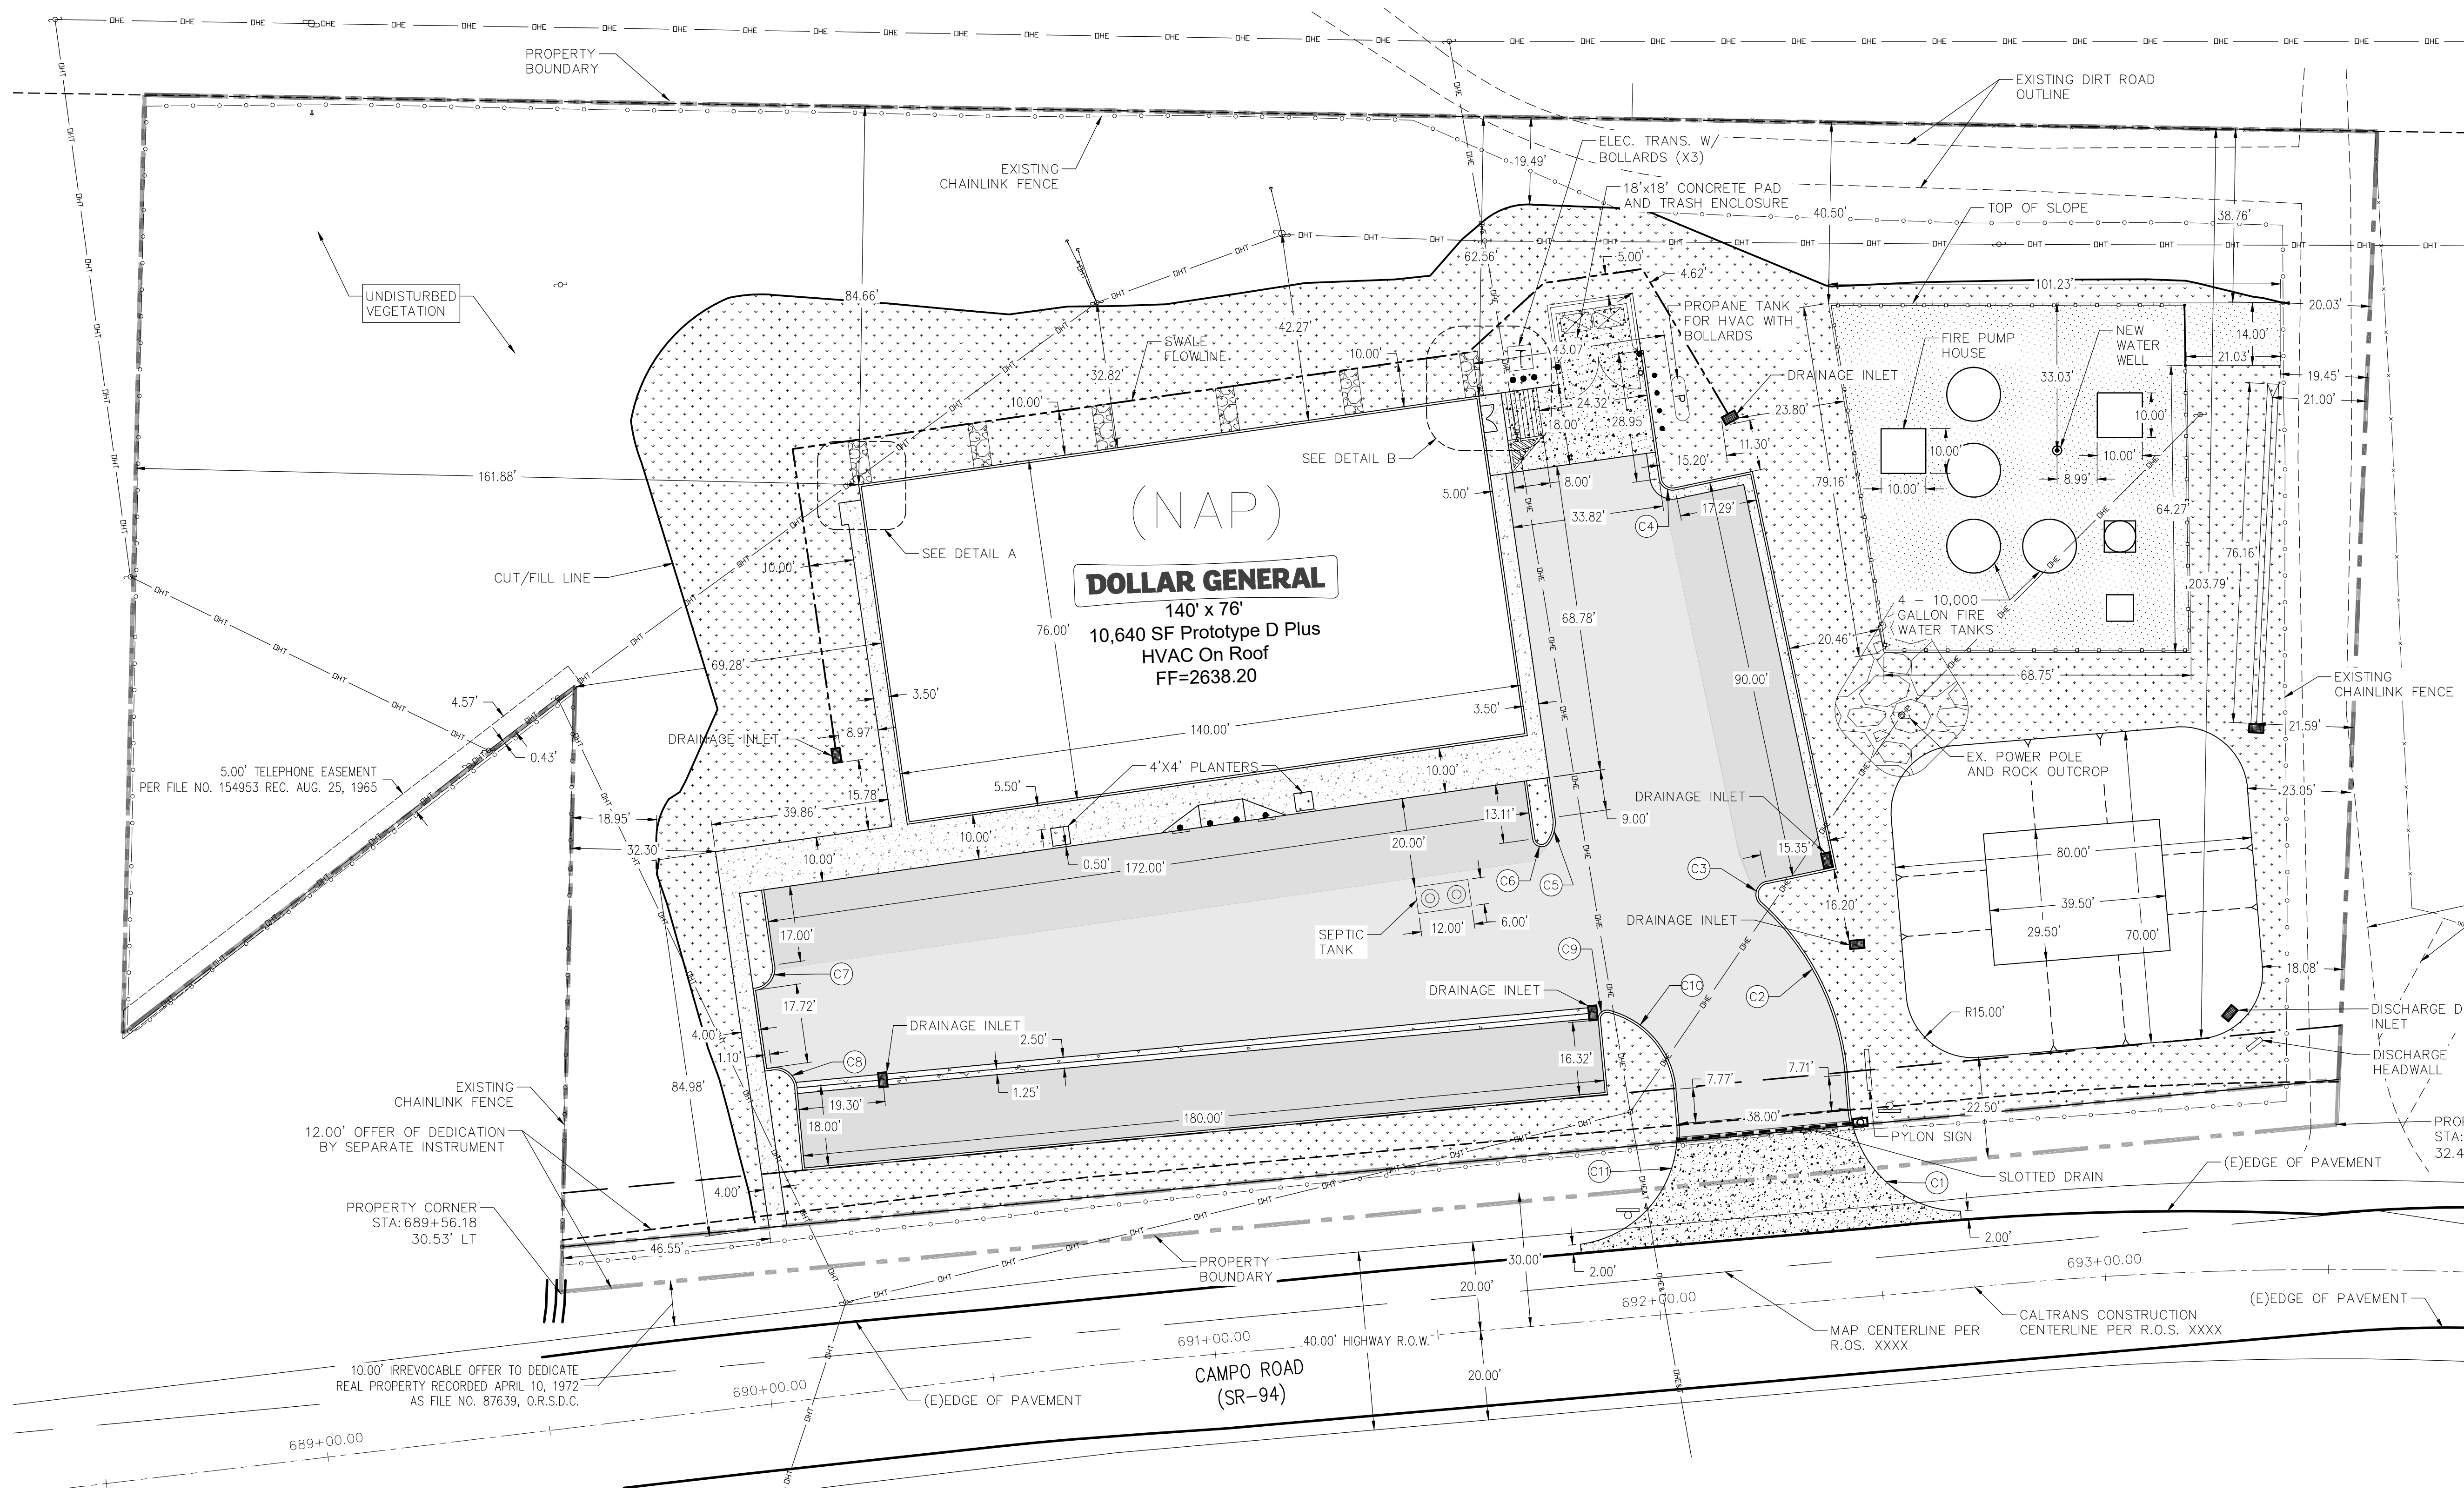 OHE OHE OHE OHE OHE OHE OHE OHE OHE OHE
PROPERTY
BOUNDARY
EXISTING
CHAINLINK FENCE
EXISTING DIRT ROAD
OUTLINE
ELEC. TRANS. W/
BOLLARDS (X3)
19.49'
18'x18' CONCRETE PAD
AND TRASH ENCLOSURE
40.50'
TOP OF SLOPE
38.76'
OHT
UNDISTURBED
VEGETATION
84.66'
62.56'
5.00'
4.62'
101.23'
20.03'
PROPANE TANK
FOR HVAC WITH
BOLLARDS
SWALE
FLOWLINE
42.27'
32.82'
10.00'
10.00'
43.07'
T
FIRE PUMP
HOUSE
NEW
WATER
WELL
14.00'
21.03'
33.03'
19.45'
21.00'
DRAINAGE INLET
23.80'
24.32'
P
18.00'
28.95'
11.30'
10.00'
10.00'
10.00'
10.00'
8.99'
SEE DETAIL B
15.20'
161.88'
5.00'
8.00'
79.16'
64.27'
(NAP)
33.82'
17.29'
C4
SEE DETAIL A
10.00'
CUT/FILL LINE
DOLLAR GENERAL
140' x 76'
10,640 SF Prototype D Plus
HVAC On Roof
FF=2638.20
76.00'
68.78'
76.16'
203.79'
4 - 10,000
GALLON FIRE
WATER TANKS
20.46'
69.28'
3.50'
90.00'
68.75'
EXISTING
CHAINLINK FENCE
4.57'
3.50'
140.00'
0.43'
DRAINAGE INLET
8.97'
21.59'
5.00' TELEPHONE EASEMENT
PER FILE NO. 154953 REC. AUG. 25, 1965
EX. POWER POLE
AND ROCK OUTCROP
4'X4' PLANTERS
5.50'
10.00'
15.78'
39.86'
18.95'
32.30'
DRAINAGE INLET
23.05'
13.11'
9.00'
10.00'
10.00'
0.50'
172.00'
20.00'
15.35'
80.00'
C3
C6
C5
16.20'
39.50'
17.00'
SEPTIC
TANK
12.00'
6.00'
DRAINAGE INLET
29.50'
70.00'
C9
C7
18.08'
DRAINAGE INLET
C10
C2
17.72'
R15.00'
DISCHARGE D
INLET
DRAINAGE INLET
4.00'
1.10'
2.50'
C8
16.32'
DISCHARGE
HEADWALL
7.77'
7.71'
EXISTING
CHAINLINK FENCE
84.98'
19.30'
1.25'
18.00'
180.00'
38.00'
22.50'
12.00' OFFER OF DEDICATION
BY SEPARATE INSTRUMENT
PYLON SIGN
SLOTTED DRAIN
(E)EDGE OF PAVEMENT
4.00'
C11
C1
PROPERTY CORNER
STA:689+56.18
30.53' LT
46.55'
PROPERTY
BOUNDARY
30.00'
2.00'
2.00'
20.00'
693+00.00
692+00.00
(E)EDGE OF PAVEMENT
MAP CENTERLINE PER
R.OS. XXXX
CALTRANS CONSTRUCTION
CENTERLINE PER R.O.S. XXXX
691+00.00
40.00' HIGHWAY R.O.W.
CAMPO ROAD
(SR-94)
20.00'
10.00' IRREVOCABLE OFFER TO DEDICATE
REAL PROPERTY RECORDED APRIL 10, 1972
AS FILE NO. 87639, O.R.S.D.C.
690+00.00
(E)EDGE OF PAVEMENT
689+00.00